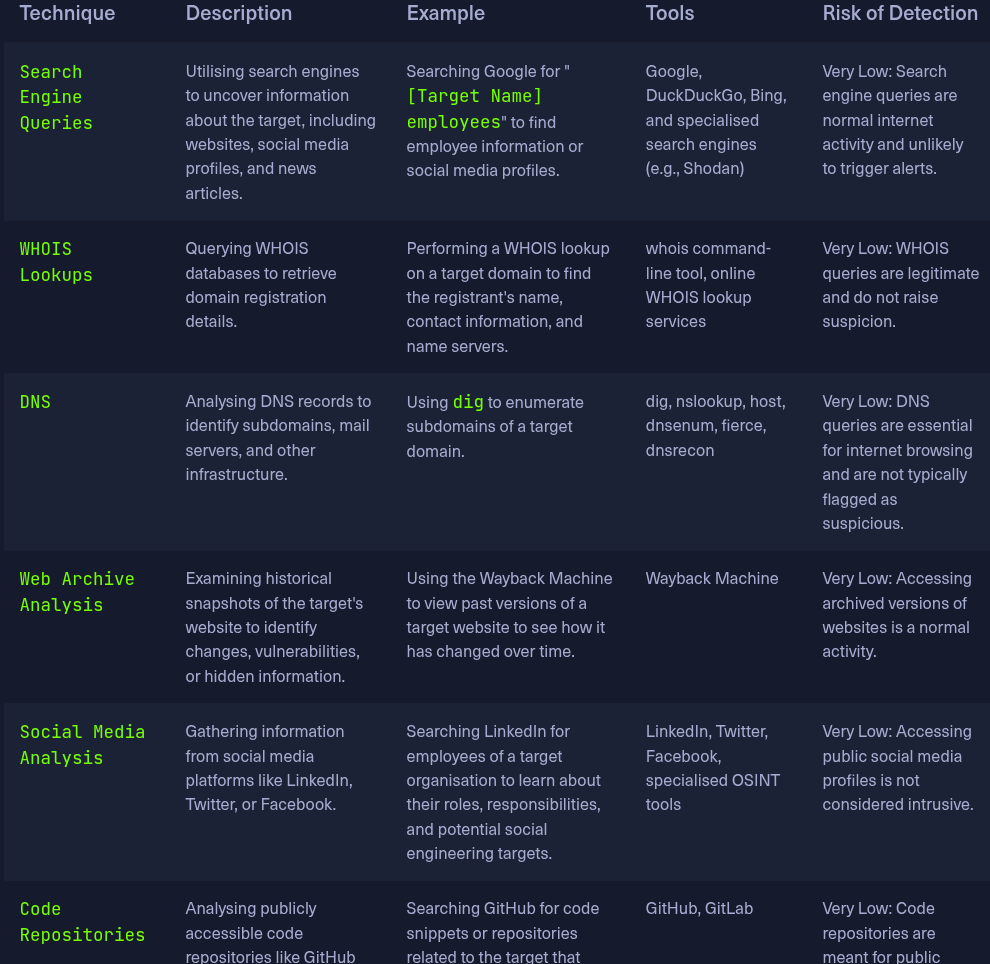 Technique
Description
Example
Tools
Risk of Detection
Search
Engine
Queries
Utilising search engines
to uncover information
about the target, including
websites, social media
profiles, and news
articles.
Searching Google for "
[Target Name]
employees" to find
employee information or
social media profiles.
Google,
DuckDuckGo, Bing,
and specialised
search engines
(e.g., Shodan)
Very Low: Search
engine queries are
normal internet
activity and unlikely
to trigger alerts.
WHOIS
Lookups
Querying WHOIS
databases to retrieve
domain registration
details.
Performing a WHOIS lookup
on a target domain to find
the registrant's name,
contact information, and
name servers.
whois command-
line tool, online
WHOIS lookup
services
Very Low: WHOIS
queries are legitimate
and do not raise
suspicion.
DNS
Analysing DNS records to
identify subdomains, mail
servers, and other
infrastructure.
Using dig to enumerate
subdomains of a target
domain.
dig, nslookup, host,
dnsenum, fierce,
dnsrecon
Very Low: DNS
queries are essential
for internet browsing
and are not typically
flagged as
suspicious.
Web Archive
Analysis
Examining historical
snapshots of the target's
website to identify
changes, vulnerabilities,
or hidden information.
Using the Wayback Machine
to view past versions of a
target website to see how it
has changed over time.
Wayback Machine
Very Low: Accessing
archived versions of
websites is a normal
activity.
Social Media
Analysis
Gathering information
from social media
platforms like LinkedIn,
Twitter, or Facebook.
Searching LinkedIn for
employees of a target
organisation to learn about
their roles, responsibilities,
and potential social
engineering targets.
LinkedIn, Twitter,
Facebook,
specialised OSINT
tools
Very Low: Accessing
public social media
profiles is not
considered intrusive.
Code
Repositories
Analysing publicly
accessible code
repositories like GitHub
Searching GitHub for code
snippets or repositories
related to the target that
GitHub, GitLab
Very Low: Code
repositories are
meant for public